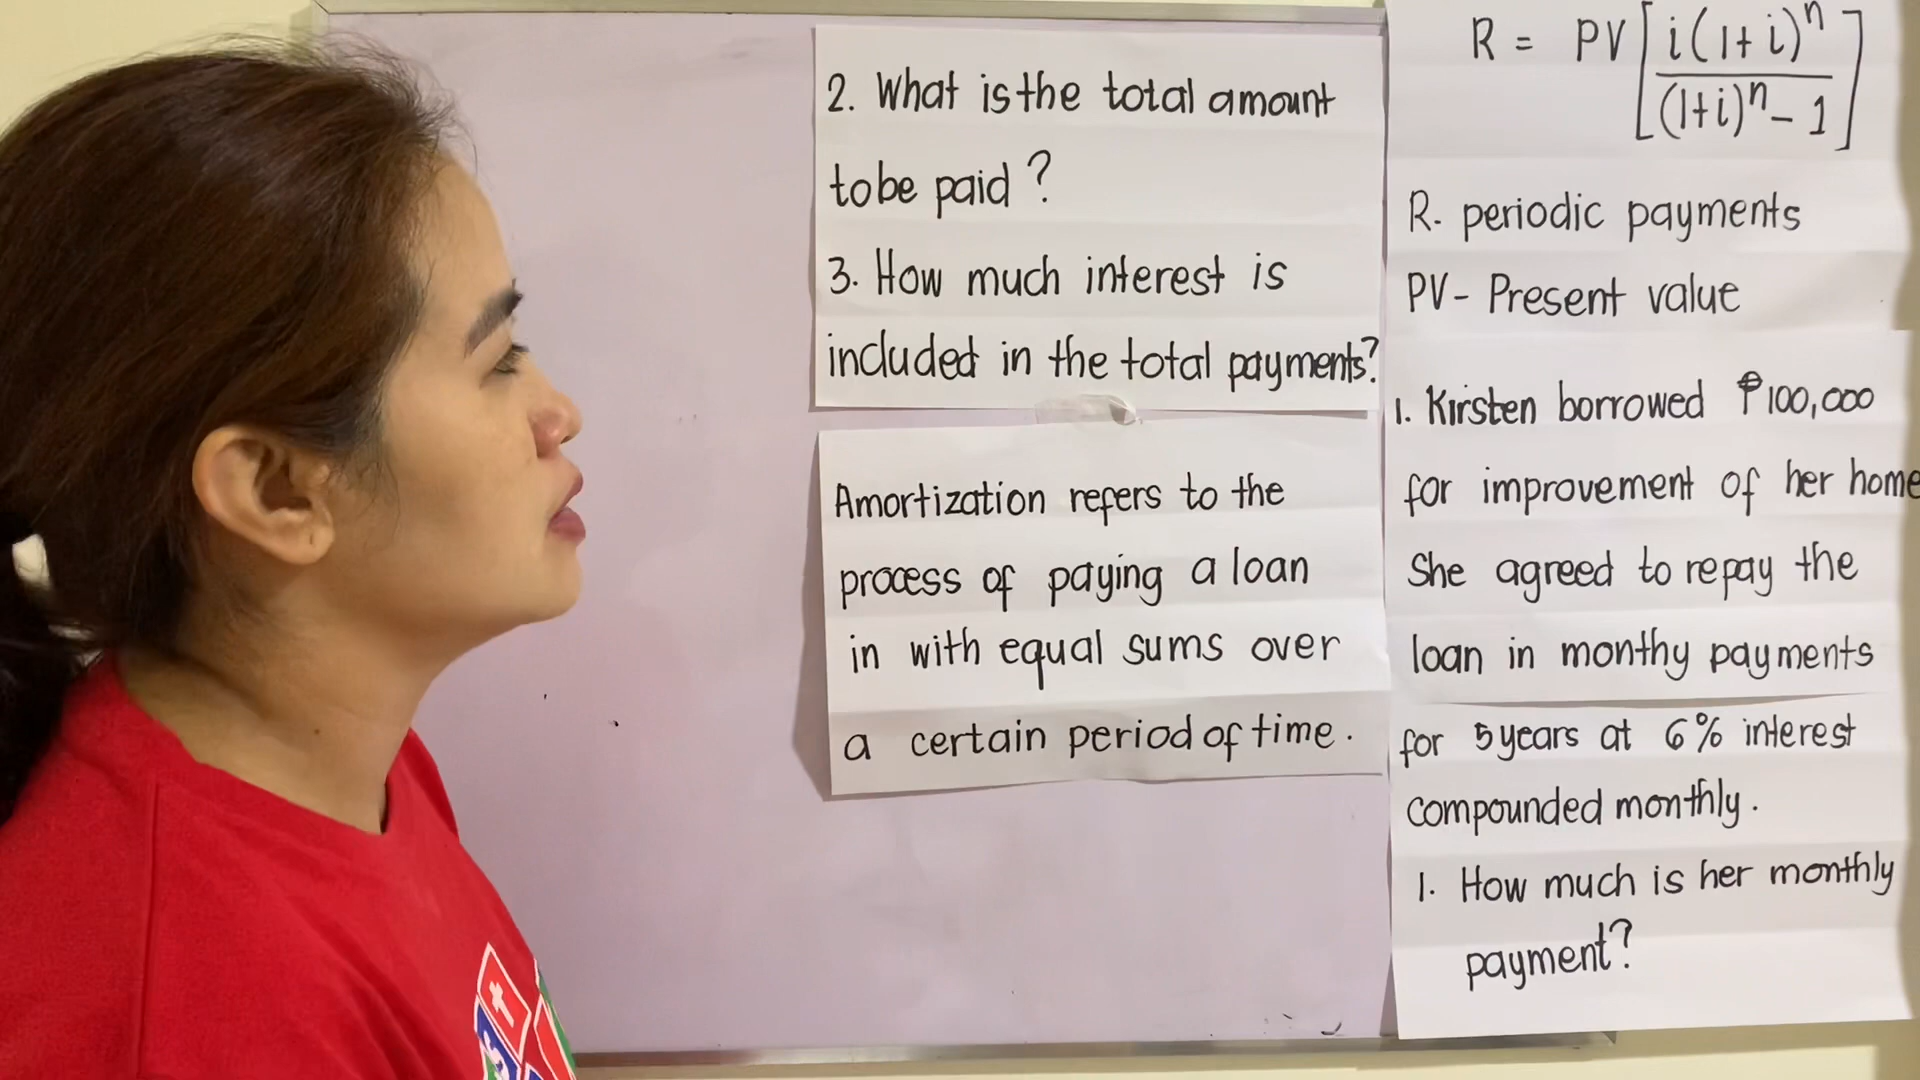 2. What is the total amount
to be paid?
3. How much interest is
included in the total payments?
Amortization refers to the
process of paying a loan
in with equal sums over
a certain period of time.
R = PV [ i(1+i)ⁿ / (1+i)ⁿ - 1 ]
R- periodic payments
PV- Present value
1. Kirsten borrowed ₱100,000
for improvement of her home
She agreed to repay the
loan in monthy payments
for 5 years at 6% interest
compounded monthly.
1. How much is her monthly
payment?